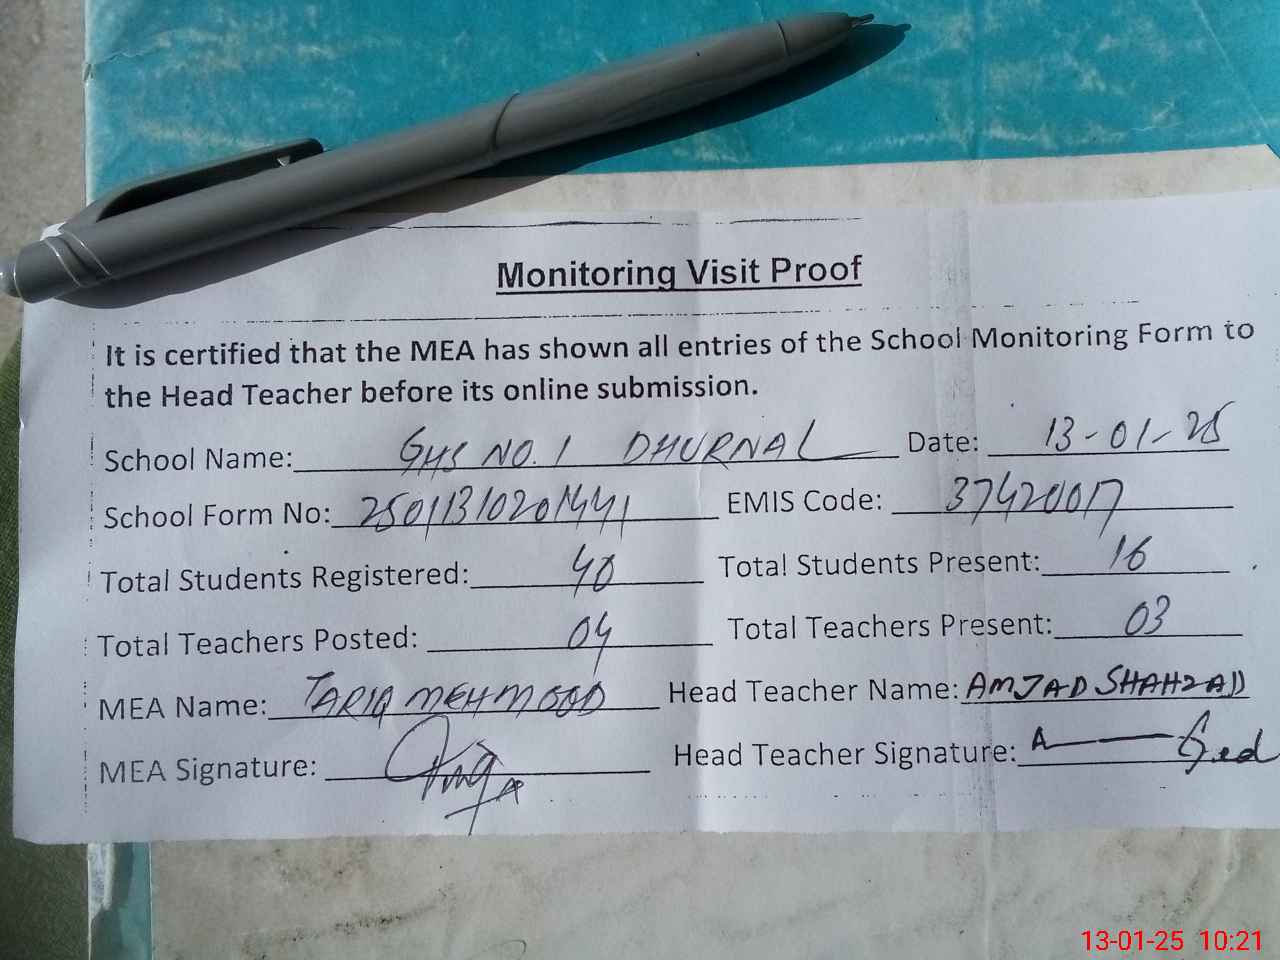 Monitoring Visit Proof
It is certified that the MEA has shown all entries of the School Monitoring Form to
the Head Teacher before its online submission.
School Name: GHS NO. 1 DHURNAL Date: 13-01-25
School Form No: 25011310201441 EMIS Code: 37420017
Total Students Registered: 40 Total Students Present: 16
Total Teachers Posted: 04 Total Teachers Present: 03
MEA Name: TARIQ MEHMOOD Head Teacher Name: AMJAD SHAHZAD
MEA Signature: Head Teacher Signature:
13-01-25 10:21